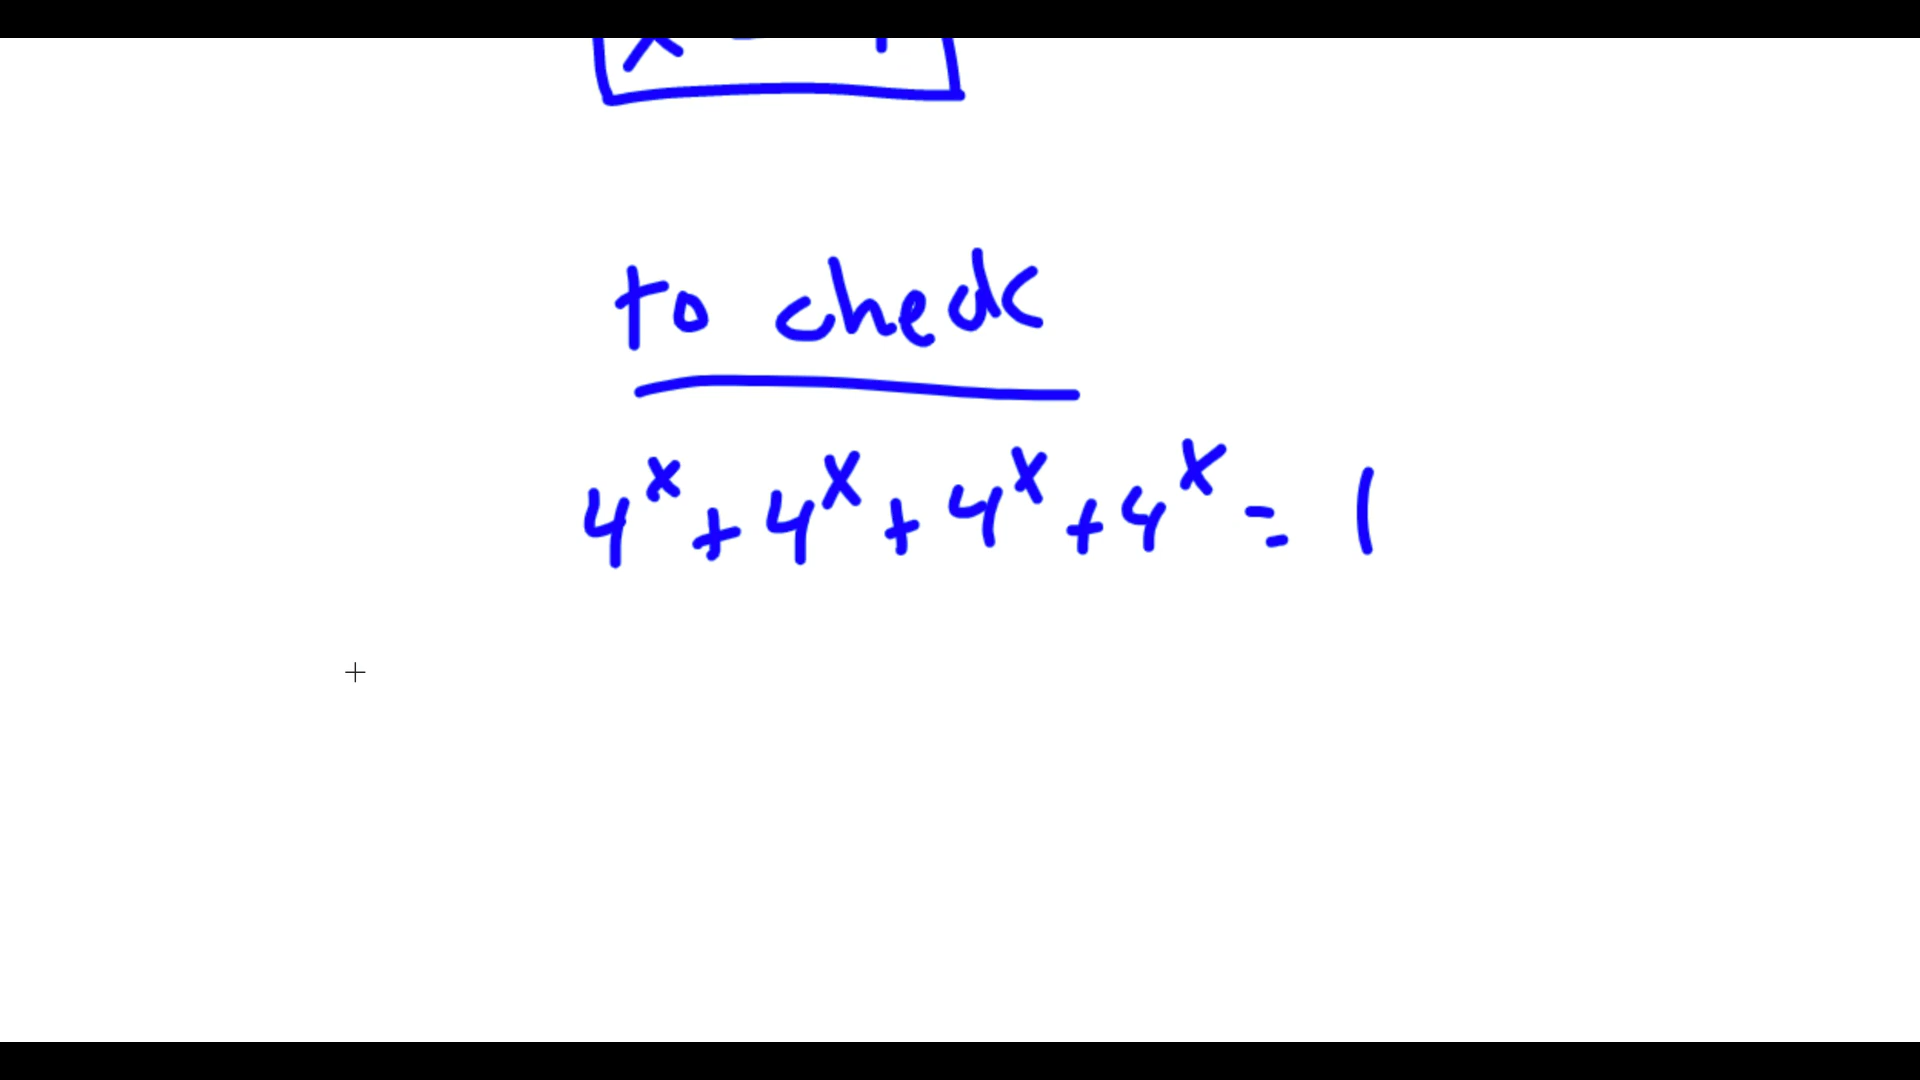 to check
4^x + 4^x + 4^x + 4^x = 1